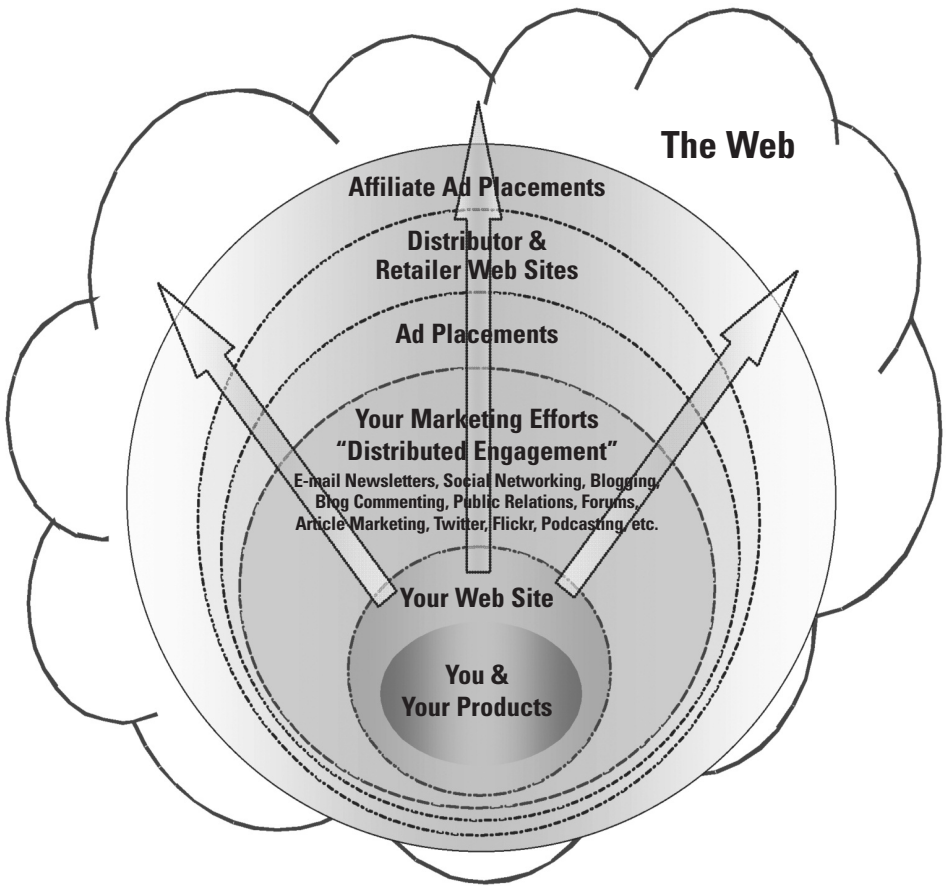 The Web
Affiliate Ad Placements
Distributor &
Retailer Web Sites
Ad Placements
Your Marketing Efforts
“Distributed Engagement”
E-mail Newsletters, Social Networking, Blogging,
Blog Commenting, Public Relations, Forums,
Article Marketing, Twitter, Flickr, Podcasting, etc.
Your Web Site
You &
Your Products